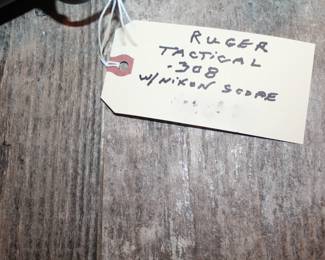 RUGER
TACTICAL
.308
W/NIKON SCOPE